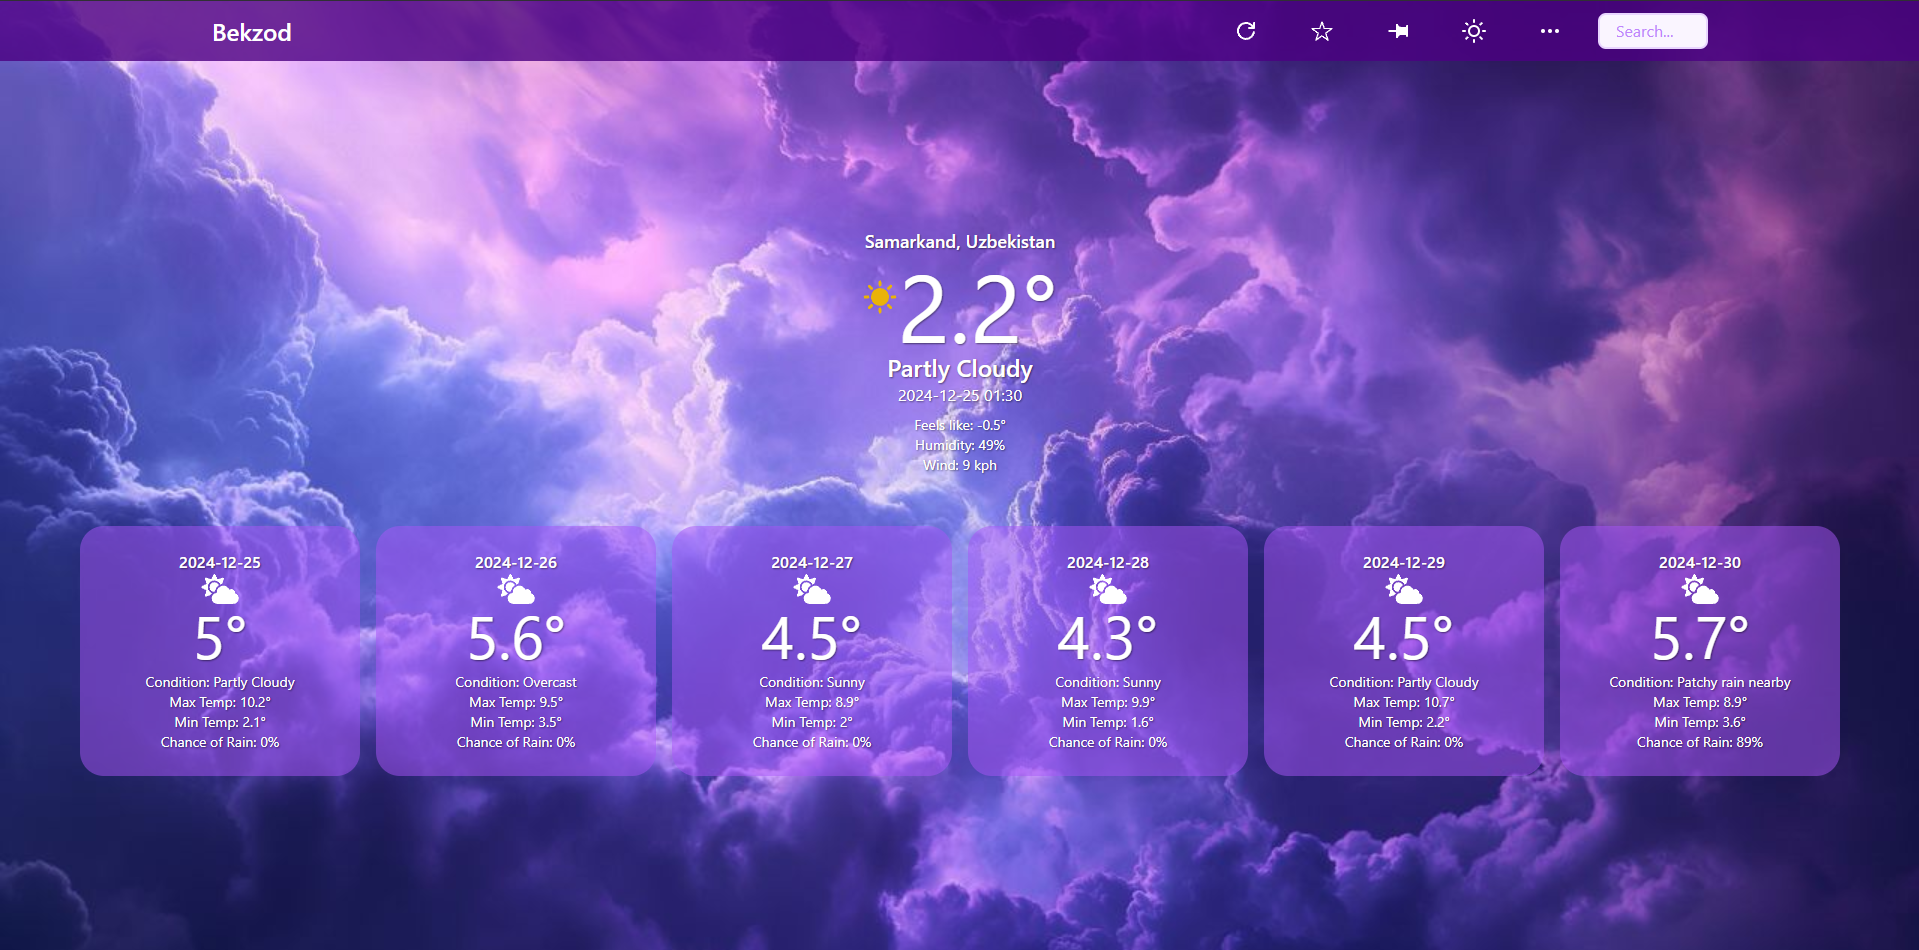 Bekzod
Search...
Samarkand, Uzbekistan
2.2°
Partly Cloudy
2024-12-25 01:30
Feels like: -0.5°
Humidity: 49%
Wind: 9 kph
2024-12-25
5°
Condition: Partly Cloudy
Max Temp: 10.2°
Min Temp: 2.1°
Chance of Rain: 0%
2024-12-26
5.6°
Condition: Overcast
Max Temp: 9.5°
Min Temp: 3.5°
Chance of Rain: 0%
2024-12-27
4.5°
Condition: Sunny
Max Temp: 8.9°
Min Temp: 2°
Chance of Rain: 0%
2024-12-28
4.3°
Condition: Sunny
Max Temp: 9.9°
Min Temp: 1.6°
Chance of Rain: 0%
2024-12-29
4.5°
Condition: Partly Cloudy
Max Temp: 10.7°
Min Temp: 2.2°
Chance of Rain: 0%
2024-12-30
5.7°
Condition: Patchy rain nearby
Max Temp: 8.9°
Min Temp: 3.6°
Chance of Rain: 89%